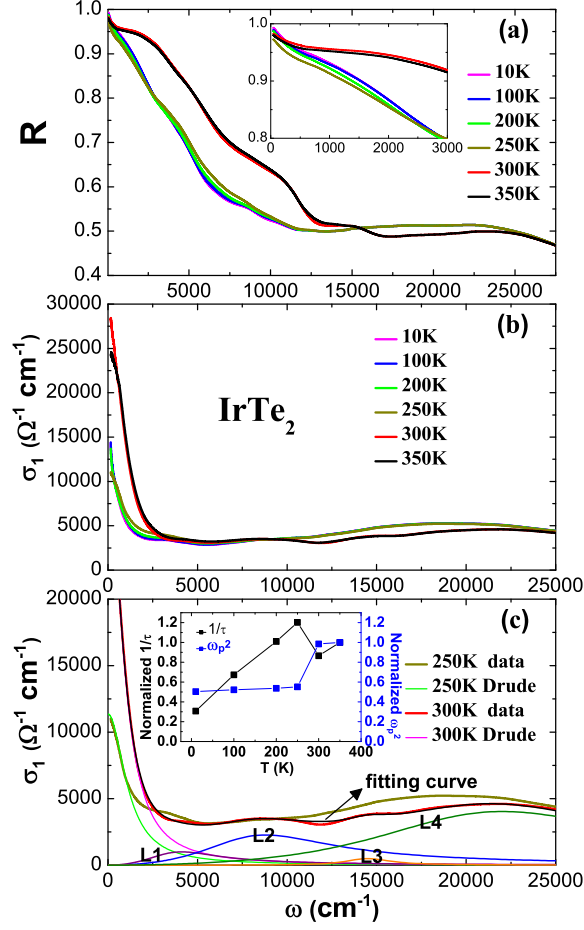 1.0
0.9
0.8
0.7
0.6
0.5
0.4
R
(a)
1.0
0.9
0.8
0 1000 2000 3000
10K
100K
200K
250K
300K
350K
5000 10000 15000 20000 25000
30000
25000
20000
15000
10000
5000
0
σ1 (Ω-1 cm-1)
(b)
IrTe2
10K
100K
200K
250K
300K
350K
0 5000 10000 15000 20000 25000
20000
15000
10000
5000
0
σ1 (Ω-1 cm-1)
(c)
1/τ
ωp2
1.2
1.0
0.8
0.6
0.4
0.2
0.0
Normalized 1/τ
1.2
1.0
0.8
0.6
0.4
0.2
0.0
Normalized ωp2
0 100 200 300 400
T (K)
250K data
250K Drude
300K data
300K Drude
fitting curve
L1
L2
L3
L4
0 5000 10000 15000 20000 25000
ω (cm-1)